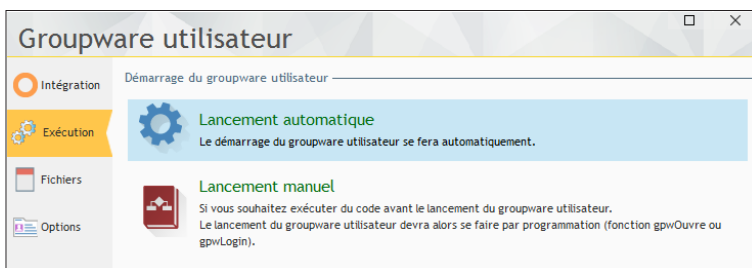 Groupware utilisateur
Intégration
Démarrage du groupware utilisateur
Exécution
Lancement automatique
Le démarrage du groupware utilisateur se fera automatiquement.
Fichiers
Lancement manuel
Si vous souhaitez exécuter du code avant le lancement du groupware utilisateur.
Le lancement du groupware utilisateur devra alors se faire par programmation (fonction gpwOuvre ou
gpwLogin).
Options